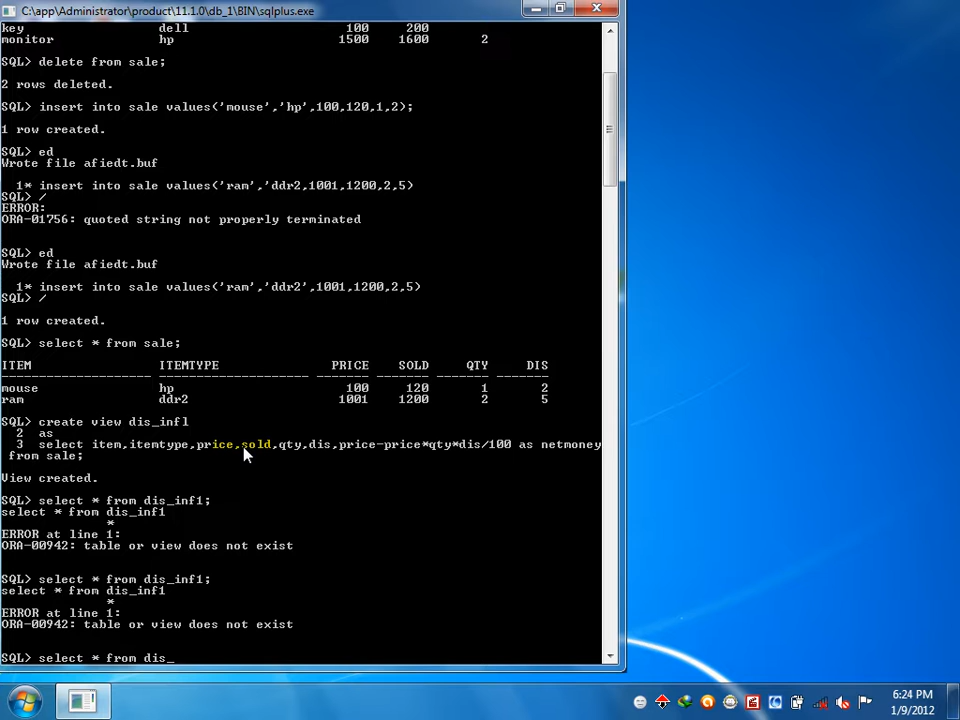 C:\app\Administrator\product\11.1.0\db_1\BIN\sqlplus.exe
key dell 100 200
monitor hp 1500 1600 2
SQL> delete from sale;
2 rows deleted.
SQL> insert into sale values('mouse','hp',100,120,1,2);
1 row created.
SQL> ed
Wrote file afiedt.buf
1* insert into sale values('ram','ddr2,1001,1200,2,5)
SQL> /
ERROR:
ORA-01756: quoted string not properly terminated
SQL> ed
Wrote file afiedt.buf
1* insert into sale values('ram','ddr2',1001,1200,2,5)
SQL> /
1 row created.
SQL> select * from sale;
ITEM ITEMTYPE PRICE SOLD QTY DIS
mouse hp 100 120 1 2
ram ddr2 1001 1200 2 5
SQL> create view dis_infl
2 as
3 select item,itemtype,price,sold,qty,dis,price-price*qty*dis/100 as netmoney
from sale;
View created.
SQL> select * from dis_inf1;
select * from dis_inf1
*
ERROR at line 1:
ORA-00942: table or view does not exist
SQL> select * from dis_inf1;
select * from dis_inf1
*
ERROR at line 1:
ORA-00942: table or view does not exist
SQL> select * from dis_
6:24 PM
1/9/2012